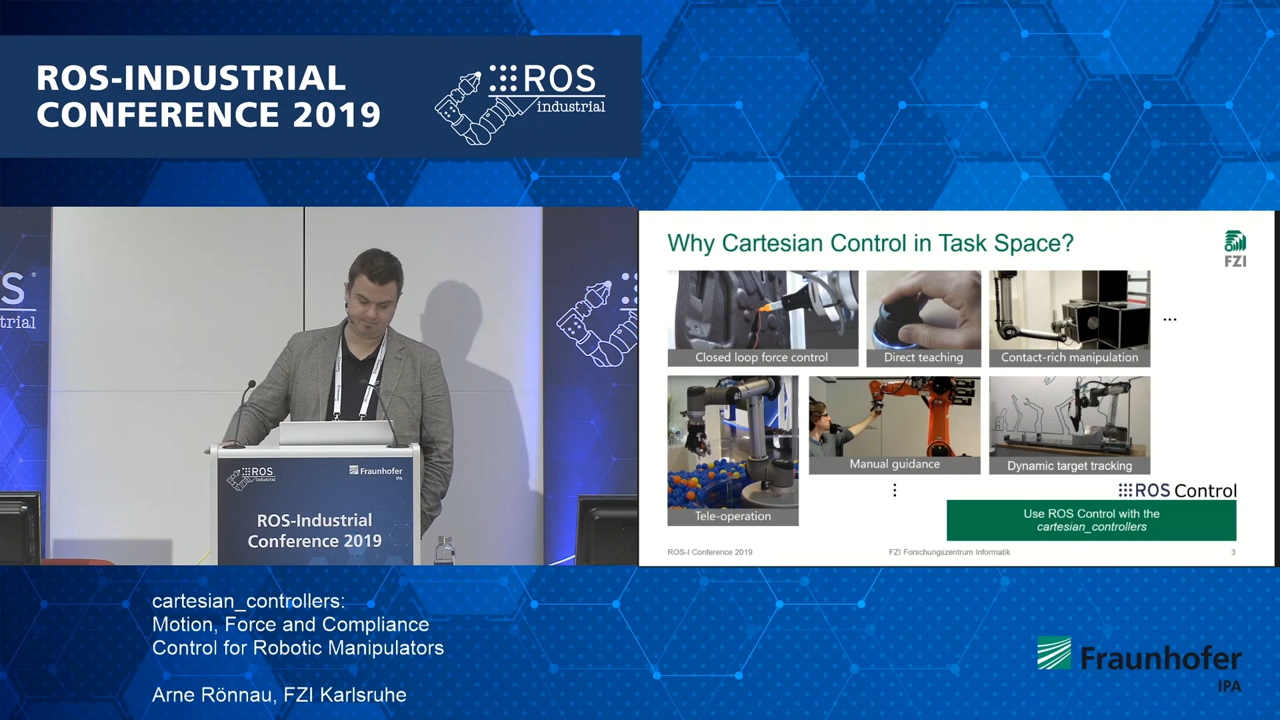 ROS-INDUSTRIAL
CONFERENCE 2019
ROS
industrial
S
trial
ROS
industrial
Fraunhofer
IPA
ROS-Industrial
Conference 2019
Why Cartesian Control in Task Space?
FZI
Closed loop force control
Direct teaching
Contact-rich manipulation
...
Tele-operation
Manual guidance
Dynamic target tracking
ROS Control
Use ROS Control with the
cartesian_controllers
ROS-I Conference 2019
FZI Forschungszentrum Informatik
3
cartesian_controllers:
Motion, Force and Compliance
Control for Robotic Manipulators
Arne Rönnau, FZI Karlsruhe
Fraunhofer
IPA